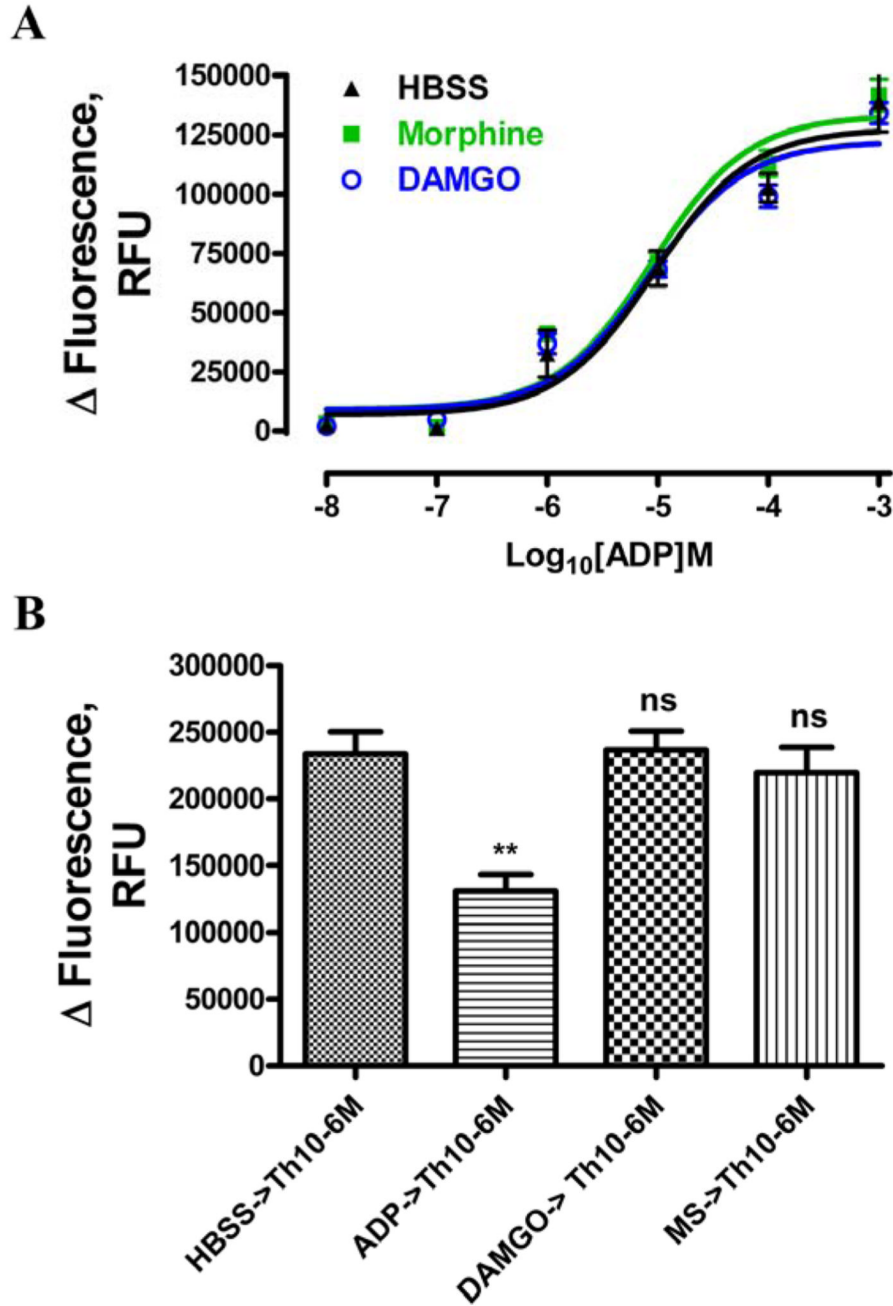 A
Δ Fluorescence,
RFU
150000
125000
100000
75000
50000
25000
0
HBSS
Morphine
DAMGO
-8 -7 -6 -5 -4 -3
Log10[ADP]M
B
Δ Fluorescence,
RFU
300000
250000
200000
150000
100000
50000
0
**
ns
ns
HBSS->Th10-6M
ADP->Th10-6M
DAMGO-> Th10-6M
MS->Th10-6M